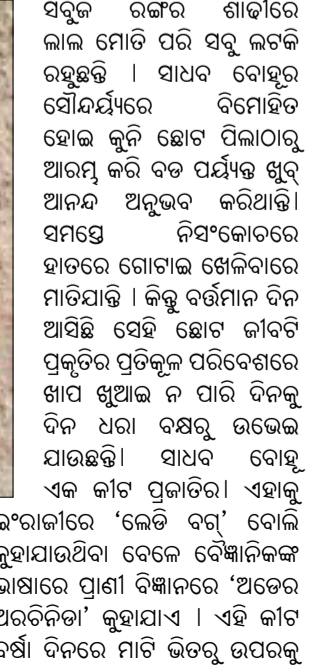 ସବୁଜ ରଙ୍ଗର ଶାଢୀରେ
ଲାଲ ମୋତି ପରି ସବୁ ଲଟକି
ରହୁଛନ୍ତି । ସାଧବ ବୋହୂର
ସୌନ୍ଦର୍ଯ୍ୟରେ ବିମୋହିତ
ହୋଇ କୁନି ଛୋଟ ପିଲାଠାରୁ
ଆରମ୍ଭ କରି ବଡ ପର୍ଯ୍ୟନ୍ତ ଖୁବ୍
ଆନନ୍ଦ ଅନୁଭବ କରିଥାନ୍ତି।
ସମସ୍ତେ ନିସଂକୋଚରେ
ହାତରେ ଗୋଟାଇ ଖେଳିବାରେ
ମାତିଯାନ୍ତି । କିନ୍ତୁ ବର୍ତ୍ତମାନ ଦିନ
ଆସିଛି ସେହି ଛୋଟ ଜୀବଟି
ପ୍ରକୃତିର ପ୍ରତିକୂଳ ପରିବେଶରେ
ଖାପ ଖୁଆଇ ନ ପାରି ଦିନକୁ
ଦିନ ଧରା ବକ୍ଷରୁ ଉଭେଇ
ଯାଉଛନ୍ତି। ସାଧବ ବୋହୂ
ଏକ କୀଟ ପ୍ରଜାତିର। ଏହାକୁ
ଇଂରାଜୀରେ ‘ଲେଡି ବଗ୍’ ବୋଲି
କୁହାଯାଉଥିବା ବେଳେ ବୈଜ୍ଞାନିକଙ୍କ
ଭାଷାରେ ପ୍ରାଣୀ ବିଜ୍ଞାନରେ ‘ଅଡେର
ଅରଚିନିଡା’ କୁହାଯାଏ । ଏହି କୀଟ
ବର୍ଷା ଦିନରେ ମାଟି ଭିତରୁ ଉପରକୁ